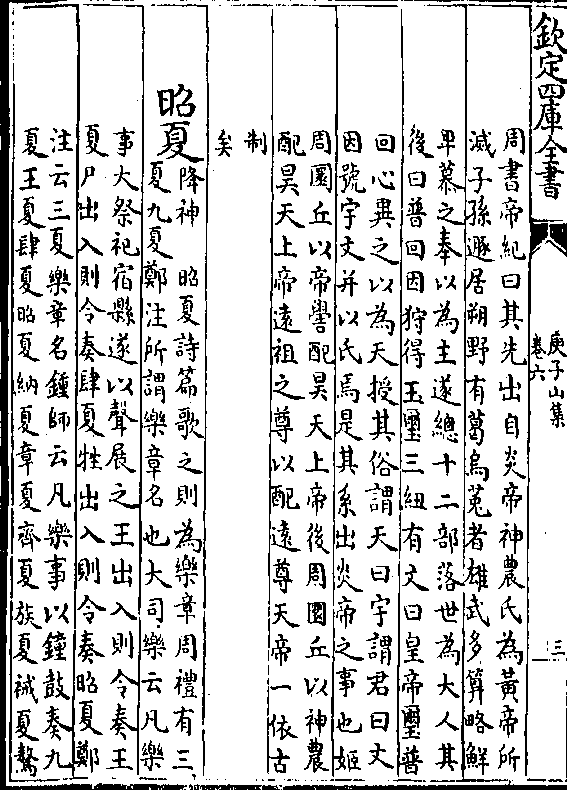 欽定四庫全書
庾子山集
卷六
三
周書帝紀曰其先出自炎帝神農氏為黃帝所
滅子孫遯居朔野有葛烏菟者雄武多算略鮮
卑慕之奉以為主遂總十二部落世為大人其
後曰普回因狩得玉璽三紐有文曰皇帝璽普
回心異之以為天授其俗謂天曰宇謂君曰文
因號宇文并以氏焉是其系出炎帝之事也姬
周圜丘以帝嚳配昊天上帝後周圜丘以神農
配昊天上帝遠祖之尊以配遠尊天帝一依古
制
矣
昭夏
降神 昭夏詩篇歌之則為樂章周禮有三
夏九夏鄭注所謂樂章名也大司樂云凡樂
事大祭祀宿縣遂以聲展之王出入則令奏王
夏尸出入則令奏肆夏牲出入則令奏昭夏鄭
注云三夏樂章名鍾師云凡樂事以鐘鼓奏九
夏王夏肆夏昭夏納夏章夏齊夏族夏祴夏驁